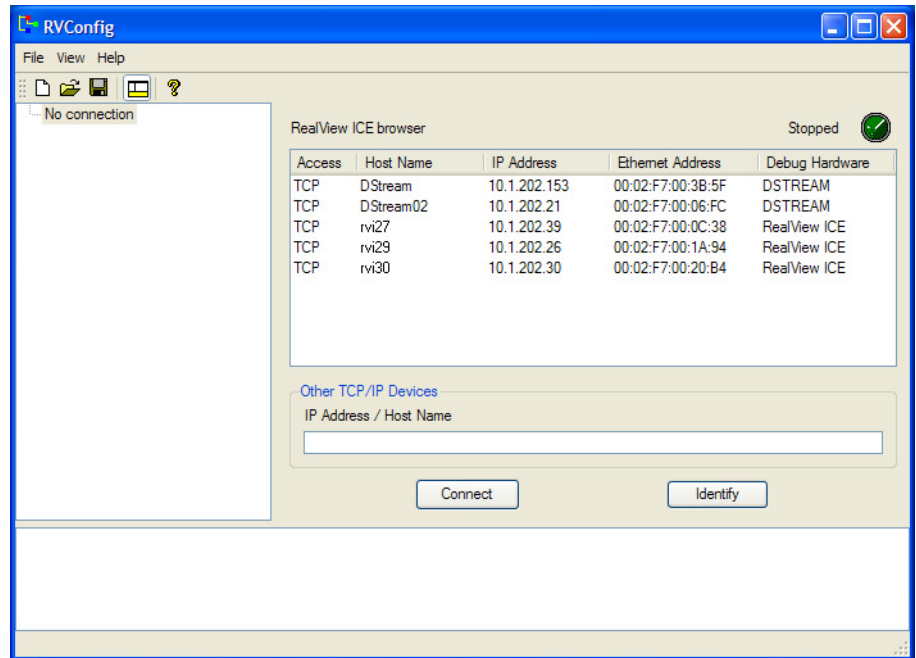 RVConfig
File View Help
No connection
RealView ICE browser Stopped
Access Host Name IP Address Ethernet Address Debug Hardware
TCP DStream 10.1.202.153 00:02:F7:00:3B:5F DSTREAM
TCP DStream02 10.1.202.21 00:02:F7:00:06:FC DSTREAM
TCP rvi27 10.1.202.39 00:02:F7:00:0C:38 RealView ICE
TCP rvi29 10.1.202.26 00:02:F7:00:1A:94 RealView ICE
TCP rvi30 10.1.202.30 00:02:F7:00:20:B4 RealView ICE
Other TCP/IP Devices
IP Address / Host Name
Connect Identify